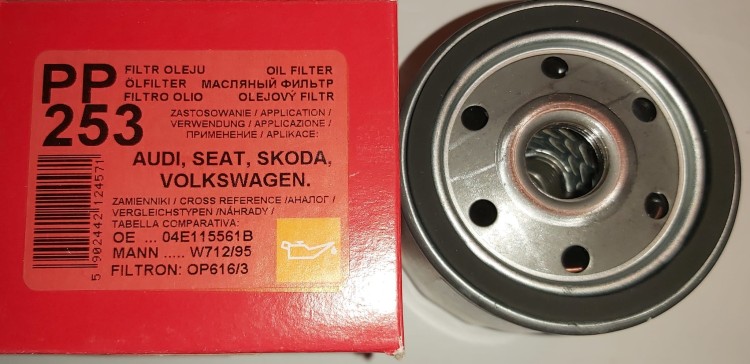 PP 253
FILTR OLEJU OIL FILTER
ÖLFILTER МАСЛЯНЫЙ ФИЛЬТР
FILTRO OLIO OLEJOVÝ FILTR
ZASTOSOWANIE / APPLICATION /
VERWENDUNG / APPLICAZIONE /
ПРИМЕНЕНИЕ / APLIKACE:
AUDI, SEAT, SKODA,
VOLKSWAGEN.
ZAMIENNIKI / CROSS REFERENCE /АНАЛОГ /
VERGLEICHSTYPEN /NÁHRADY /
TABELLA COMPARATIVA:
OE ... 04E115561B
MANN ..... W712/95
FILTRON: OP616/3
5 902442 124571